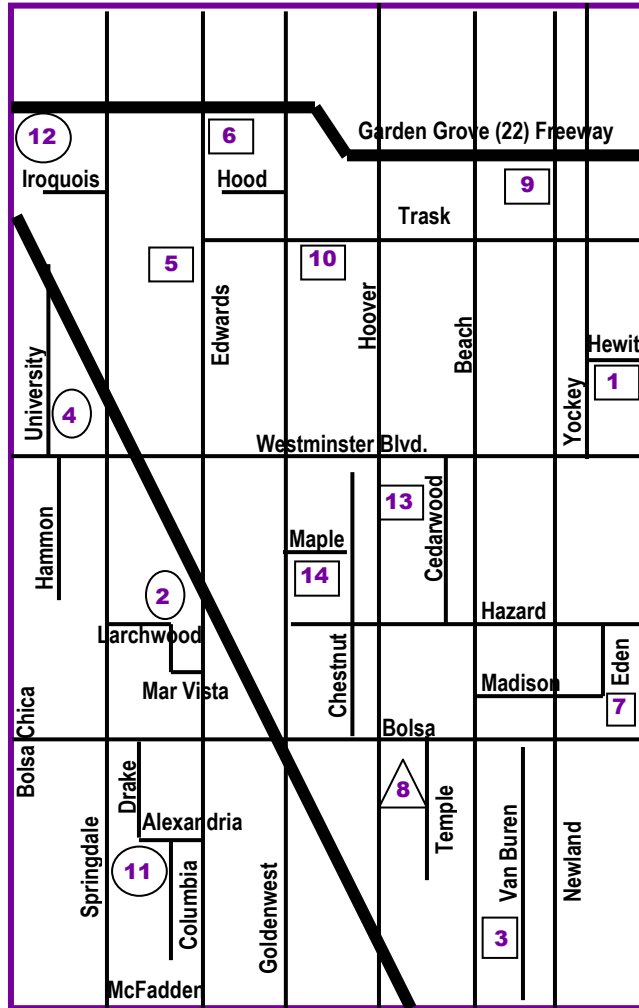 12
6
Garden Grove (22) Freeway
Iroquois
Hood
9
Trask
5
10
Edwards
Hoover
Beach
Hewit
1
University
4
Yockey
Westminster Blvd.
Hammon
13
Cedarwood
Maple
14
2
Hazard
Larchwood
Chestnut
Eden
Mar Vista
Madison
7
Bolsa Chica
Bolsa
Drake
8
Temple
Alexandria
Springdale
11
Columbia
Goldenwest
Van Buren
Newland
3
McFadden